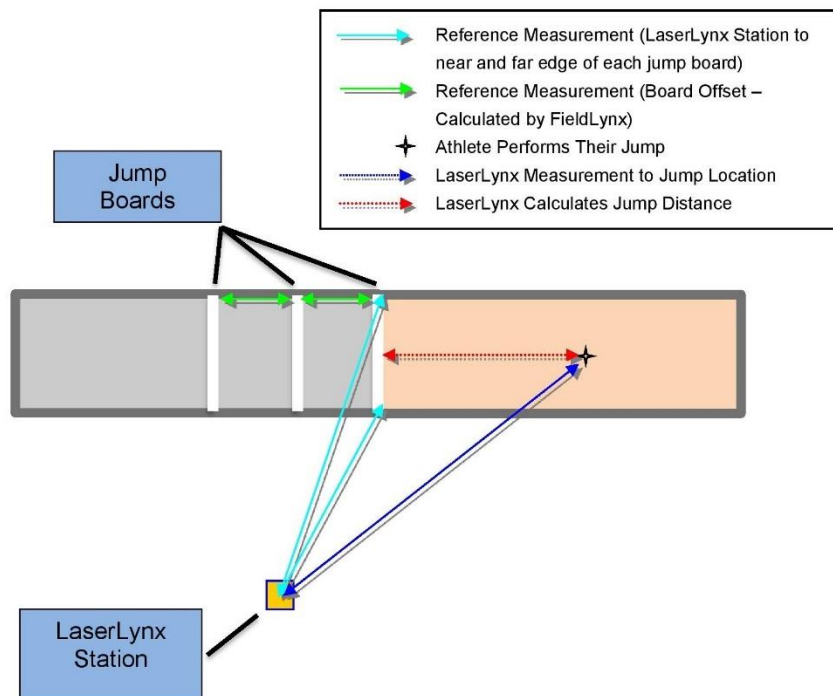 Reference Measurement (LaserLynx Station to
near and far edge of each jump board)
Reference Measurement (Board Offset –
Calculated by FieldLynx)
Athlete Performs Their Jump
LaserLynx Measurement to Jump Location
LaserLynx Calculates Jump Distance
Jump
Boards
LaserLynx
Station